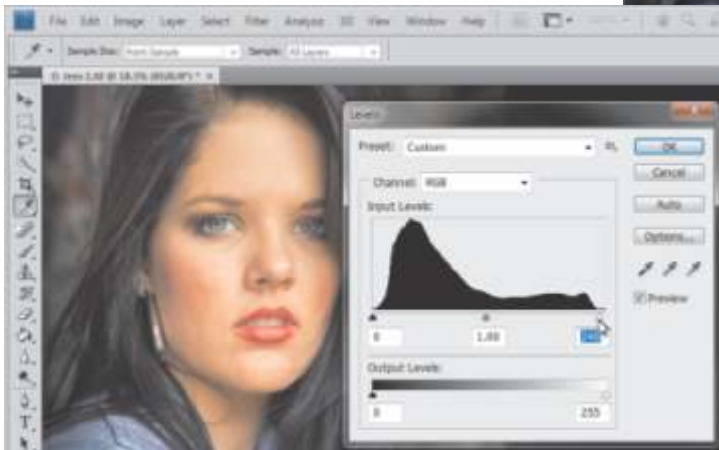 File Edit Image Layer Select Filter Analysis 3D View Window Help
Sample Size: Point Sample Sample: All Layers
Levels
Preset: Custom
OK
Channel: RGB
Cancel
Input Levels:
Auto
Options...
Preview
0 1.00
Output Levels:
0 255
T